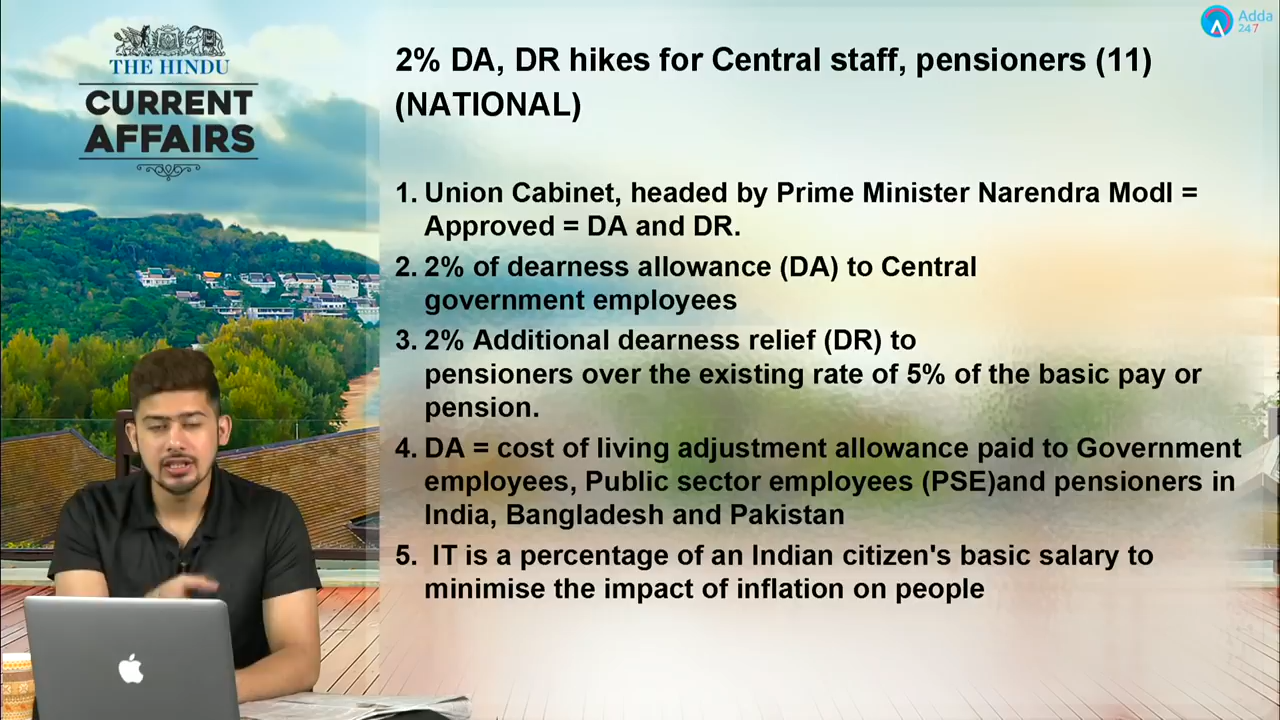 Adda
247
THE HINDU
CURRENT
AFFAIRS
2% DA, DR hikes for Central staff, pensioners (11)
(NATIONAL)
1. Union Cabinet, headed by Prime Minister Narendra ModI =
Approved = DA and DR.
2. 2% of dearness allowance (DA) to Central
government employees
3. 2% Additional dearness relief (DR) to
pensioners over the existing rate of 5% of the basic pay or
pension.
4. DA = cost of living adjustment allowance paid to Government
employees, Public sector employees (PSE)and pensioners in
India, Bangladesh and Pakistan
5. IT is a percentage of an Indian citizen's basic salary to
minimise the impact of inflation on people